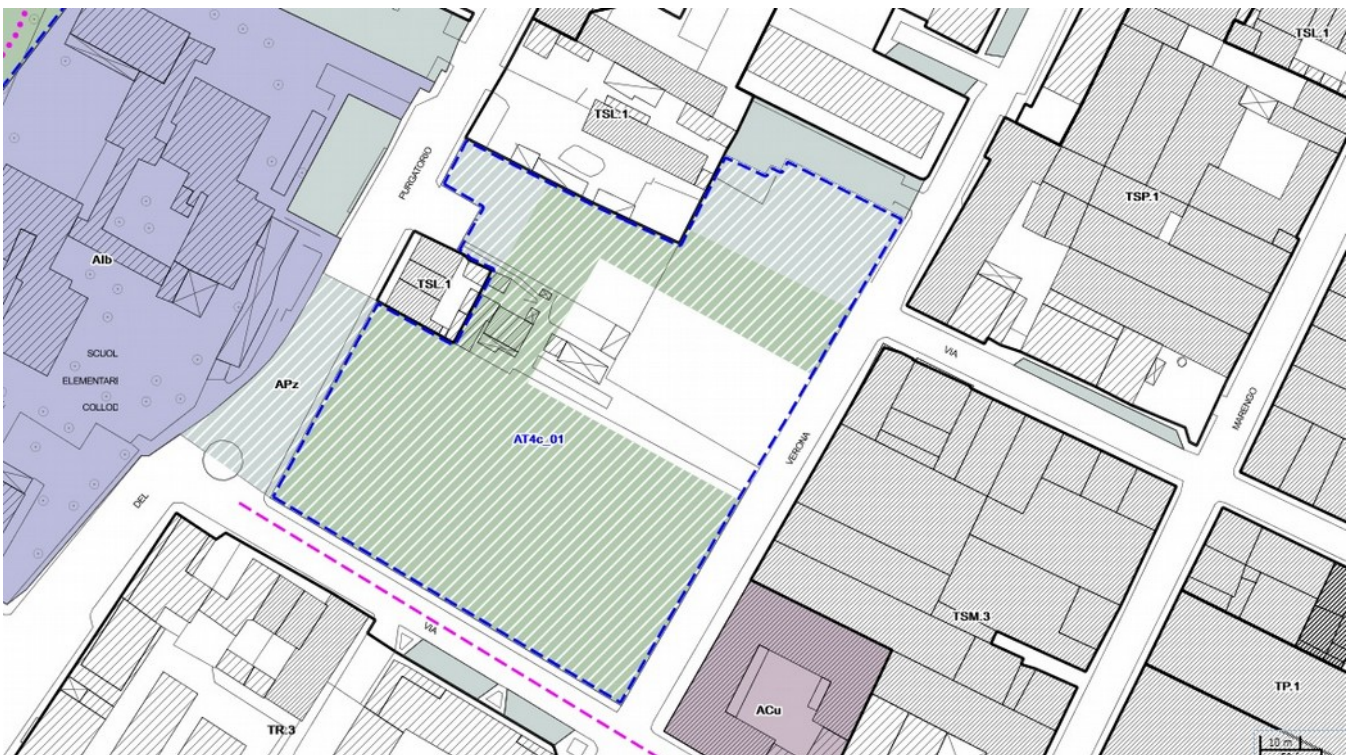 TSL.1
TSL.1
PURGATORIO
TSP.1
AIb
TSL.1
SCUOL
ELEMENTARI
COLLOD
APz
VIA
MARENGO
AT4c_01
VERONA
DEL
VIA
TSM.3
TP.1
ACu
TR.3
10 m